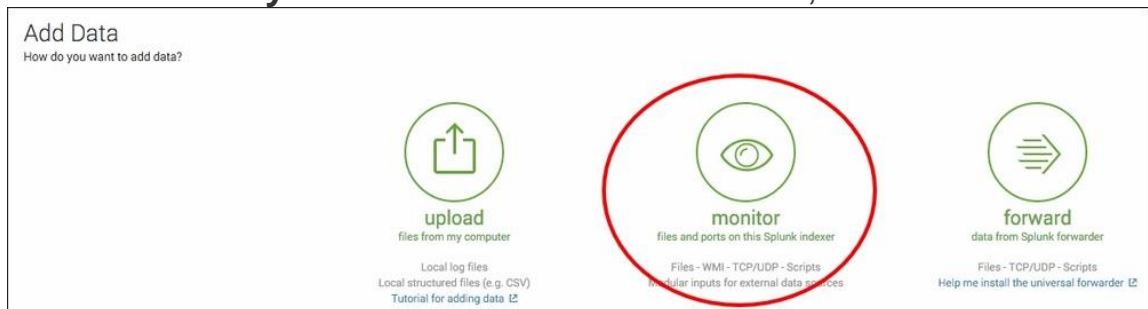 Add Data
How do you want to add data?
upload
files from my computer
Local log files
Local structured files (e.g. CSV)
Tutorial for adding data
monitor
files and ports on this Splunk indexer
Files - WMI - TCP/UDP - Scripts
Modular inputs for external data sources
forward
data from Splunk forwarder
Files - TCP/UDP - Scripts
Help me install the universal forwarder